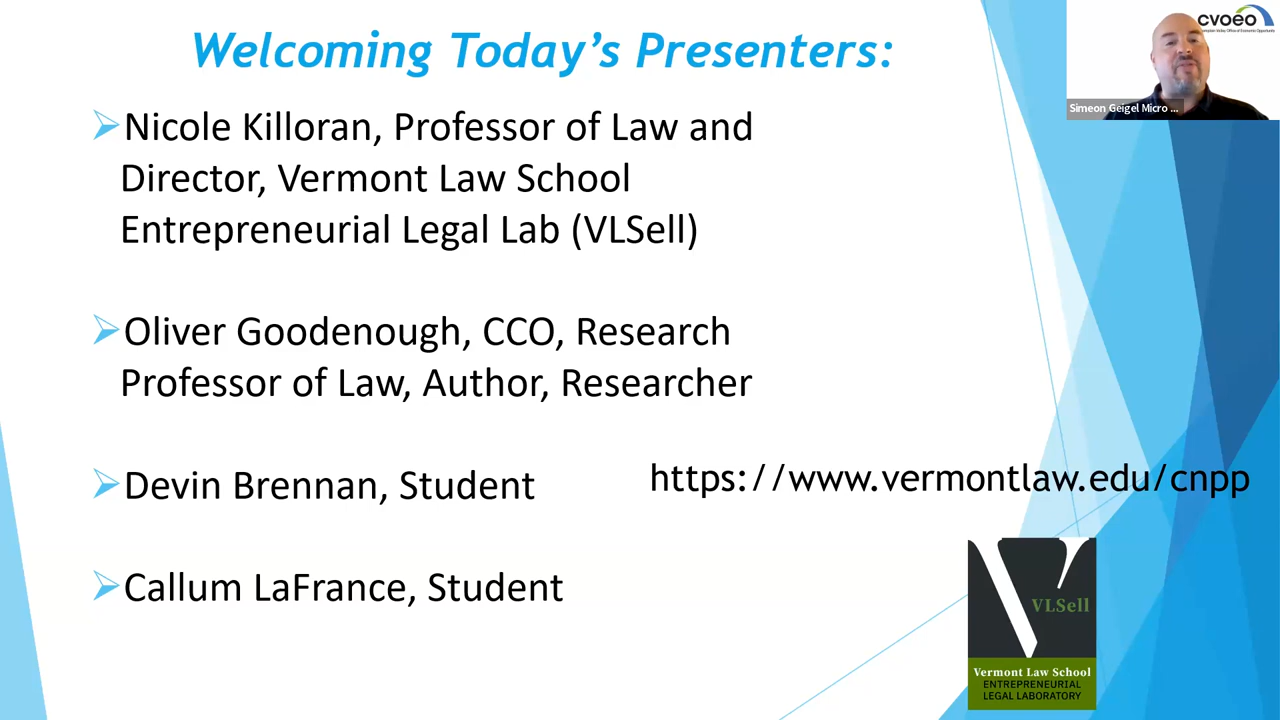 Welcoming Today's Presenters:
cvoeo
Simeon Geigel Micro ...
➢Nicole Killoran, Professor of Law and
Director, Vermont Law School
Entrepreneurial Legal Lab (VLSell)
➢Oliver Goodenough, CCO, Research
Professor of Law, Author, Researcher
➢Devin Brennan, Student
https://www.vermontlaw.edu/cnpp
➢Callum LaFrance, Student
VLSell
Vermont Law School
ENTREPRENEURIAL
LEGAL LABORATORY